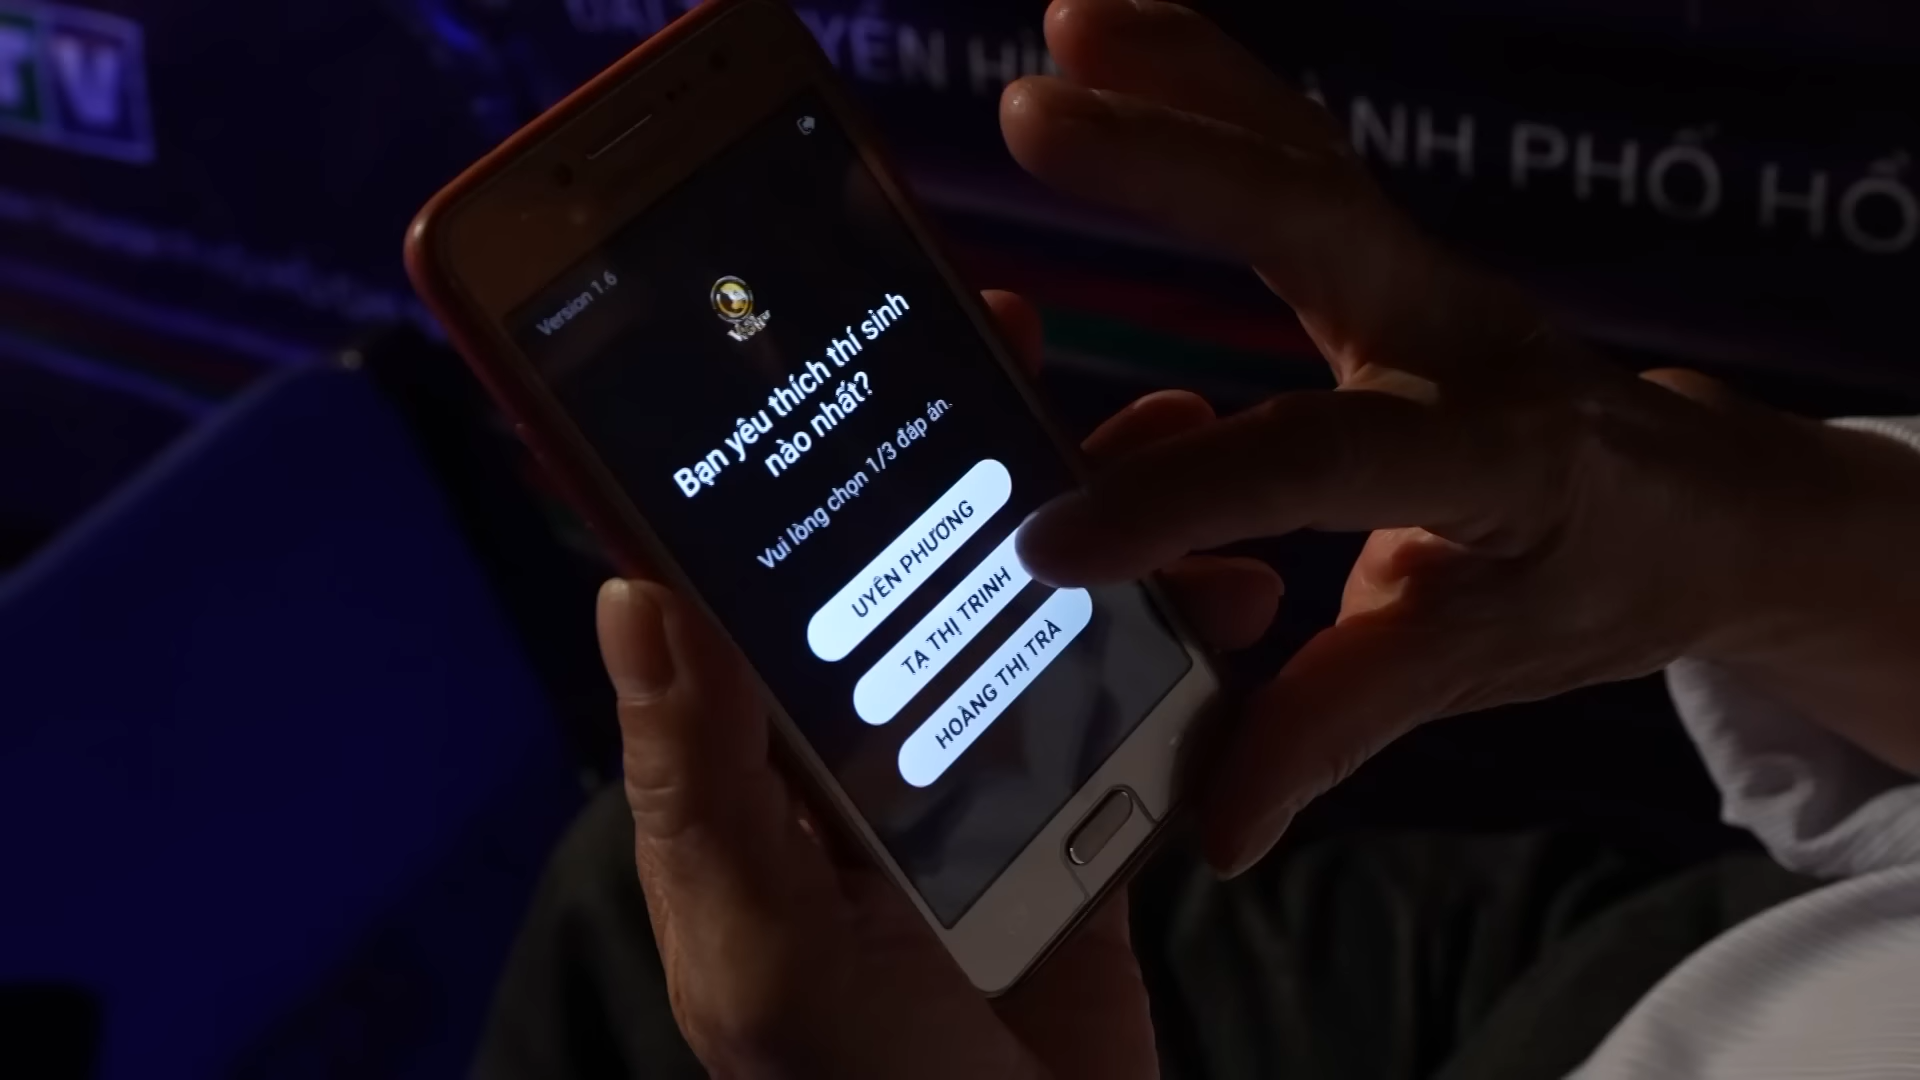 ÀNH PHỐ HỒ
Version 1.6
Bạn yêu thích thí sinh
nào nhất?
Vui lòng chọn 1/3 đáp án.
UYÊN PHƯƠNG
TẠ THỊ TRINH
HOÀNG THỊ TRÀ